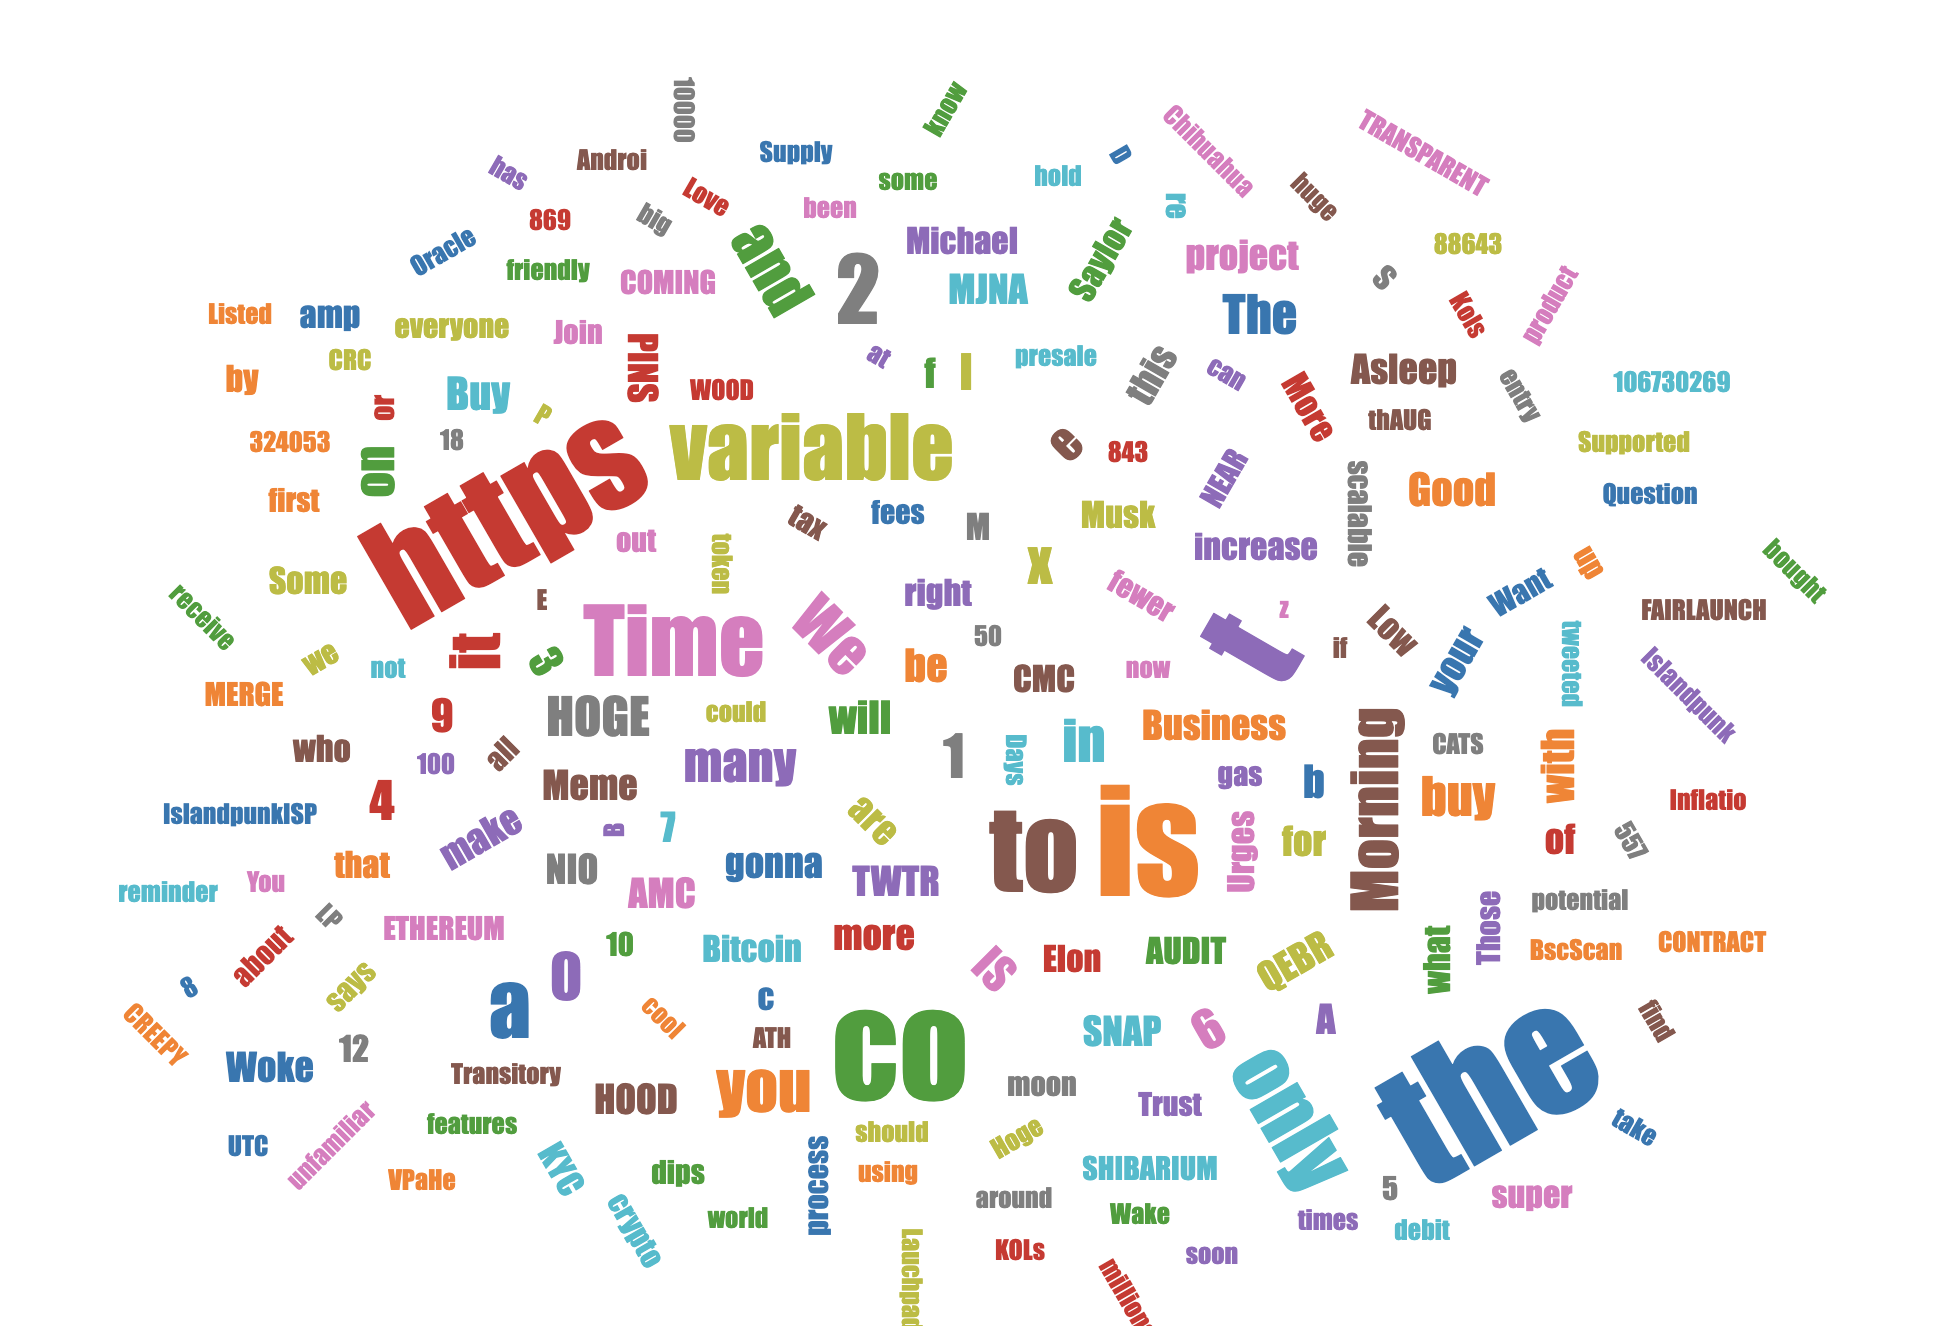 10000
know
Chihuahua
TRANSPARENT
Androi
Supply
D
has
Love
some
hold
huge
869
big
been
re
Oracle
friendly
COMING
and
2
Michael
MJNA
Saylor
project
88643
S
Listed
amp
everyone
Join
The
Kols
product
CRC
PINS
at
f
I
presale
this
can
Asleep
by
or
Buy
P
WOOD
More
entry
106730269
324053
on
18
https
variable
e
843
thAUG
Supported
first
tax
fees
M
Musk
NEAR
scalable
Good
Question
out
token
X
increase
bought
Some
right
fewer
z
Want
up
FAIRLAUNCH
receive
E
we
not
it
3
Time
We
50
be
CMC
now
t
if
Low
your
tweeted
Islandpunk
MERGE
9
HOGE
could
will
in
Business
who
100
all
many
1
Days
gas
b
Morning
CATS
with
IslandpunkISP
4
Meme
to
is
buy
Inflatio
make
B
7
are
Urges
for
of
557
that
NIO
gonna
TWTR
reminder
You
AMC
potential
LP
ETHEREUM
10
Bitcoin
more
Is
Elon
AUDIT
QEBR
what
Those
BscScan
CONTRACT
about
says
8
a
0
C
CREEPY
12
cool
ATH
co
SNAP
6
A
find
Woke
Transitory
HOOD
you
moon
Trust
only
the
take
UTC
unfamiliar
features
should
Hoge
VPaHe
KYC
dips
process
using
SHIBARIUM
5
super
crypto
world
around
Wake
times
debit
Lauchpad
KOLs
soon
million